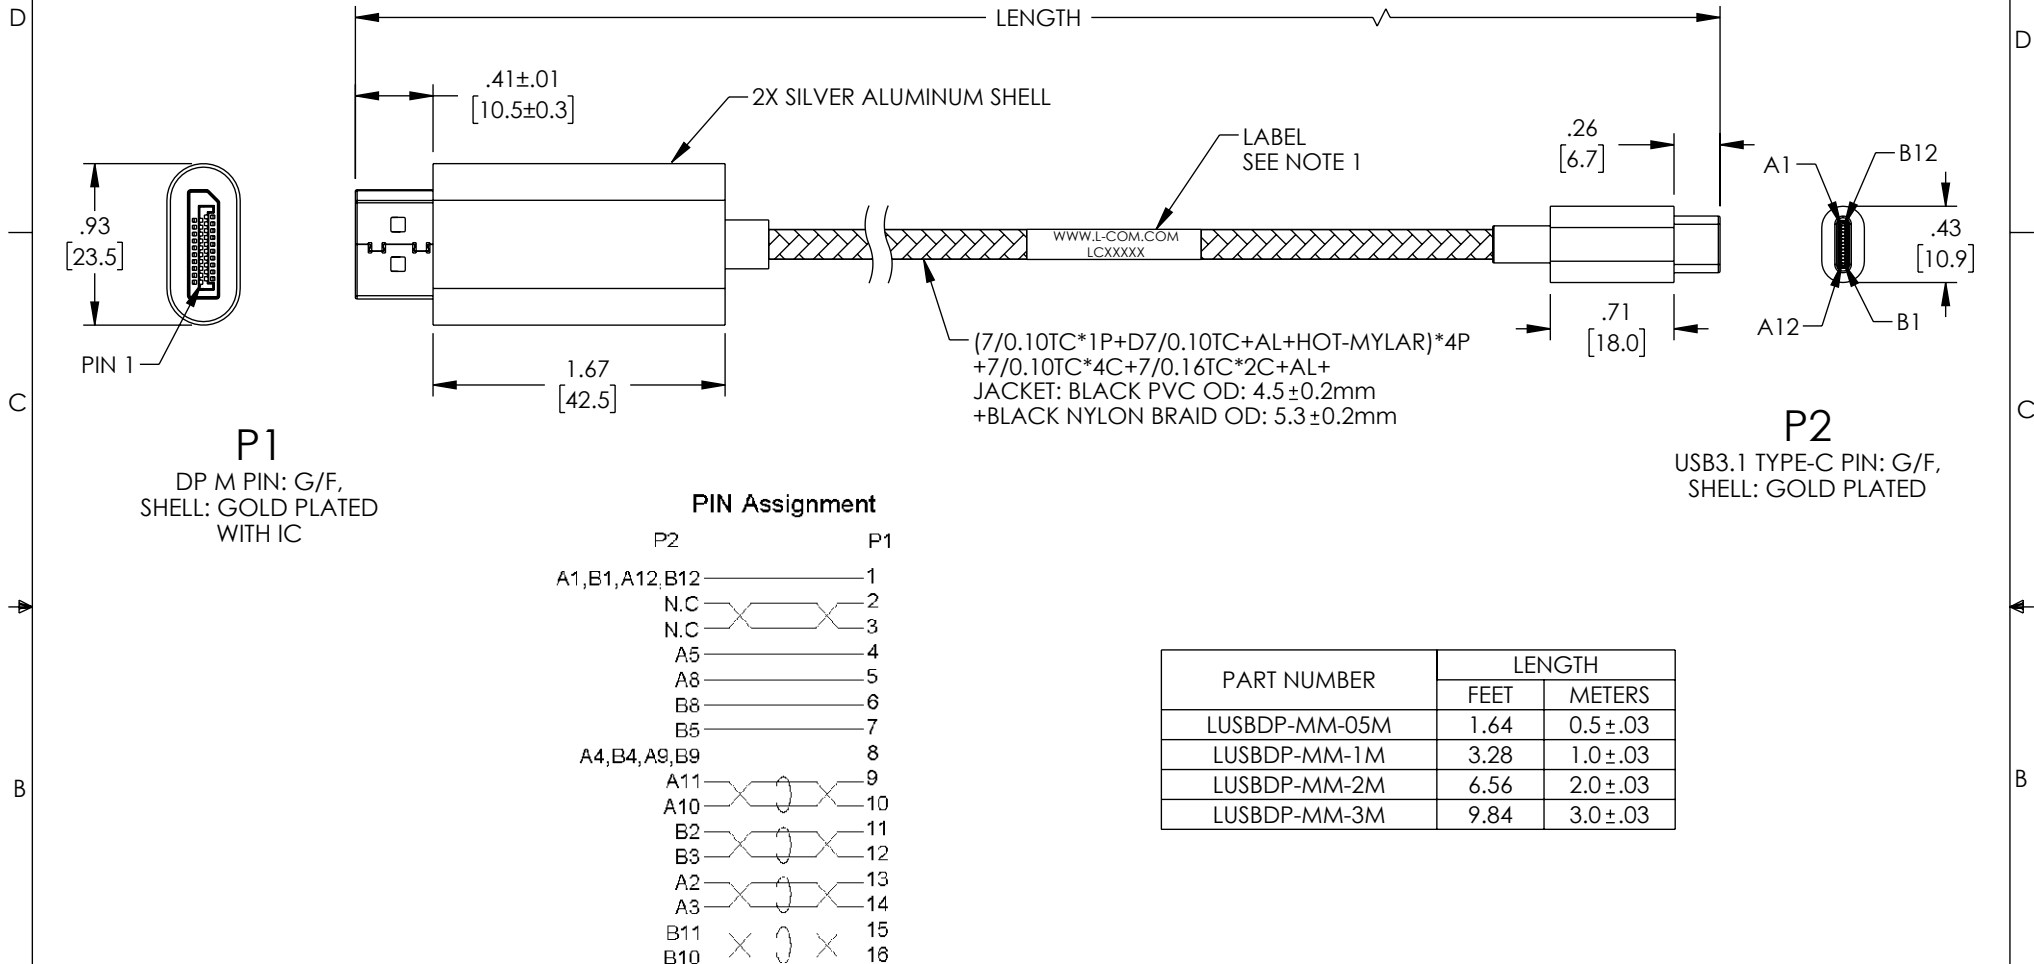 D
LENGTH
D
.41±.01
[10.5±0.3]
2X SILVER ALUMINUM SHELL
LABEL
SEE NOTE 1
.26
[6.7]
A1
B12
.93
[23.5]
WWW.L-COM.COM
LCXXXXX
.43
[10.9]
PIN 1
1.67
[42.5]
(7/0.10TC*1P+D7/0.10TC+AL+HOT-MYLAR)*4P
+7/0.10TC*4C+7/0.16TC*2C+AL+
JACKET: BLACK PVC OD: 4.5±0.2mm
+BLACK NYLON BRAID OD: 5.3±0.2mm
.71
[18.0]
A12
B1
C
C
P1
DP M PIN: G/F,
SHELL: GOLD PLATED
WITH IC
P2
USB3.1 TYPE-C PIN: G/F,
SHELL: GOLD PLATED
PIN Assignment
P2 P1
A1,B1,A12,B12 1
N.C 2
N.C 3
A5 4
A8 5
B8 6
B5 7
A4,B4,A9,B9 8
A11 9
A10 10
B2 11
B3 12
A2 13
A3 14
B11 15
B10 16
B
B
PART NUMBER LENGTH
FEET METERS
LUSBDP-MM-05M 1.64 0.5±.03
LUSBDP-MM-1M 3.28 1.0±.03
LUSBDP-MM-2M 6.56 2.0±.03
LUSBDP-MM-3M 9.84 3.0±.03